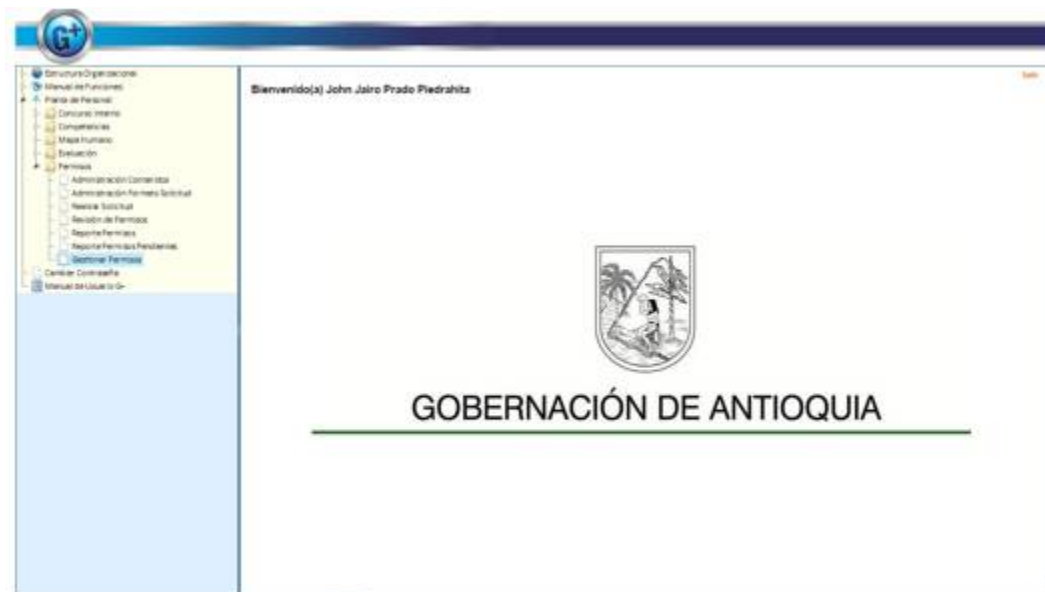 G+
Estructura Organizacional
Manual de Funciones
Planta de Personal
Concurso Interno
Competencias
Mapa Humano
Evaluación
Permisos
Administración Contenidos
Administración Formato Solicitud
Realizar Solicitud
Revisión de Permisos
Reporte Permisos
Reporte Permisos Pendientes
Gestionar Permisos
Cambiar Contraseña
Manual de Usuario G+
Salir
Bienvenido(a) John Jairo Prado Piedrahita
GOBERNACIÓN DE ANTIOQUIA